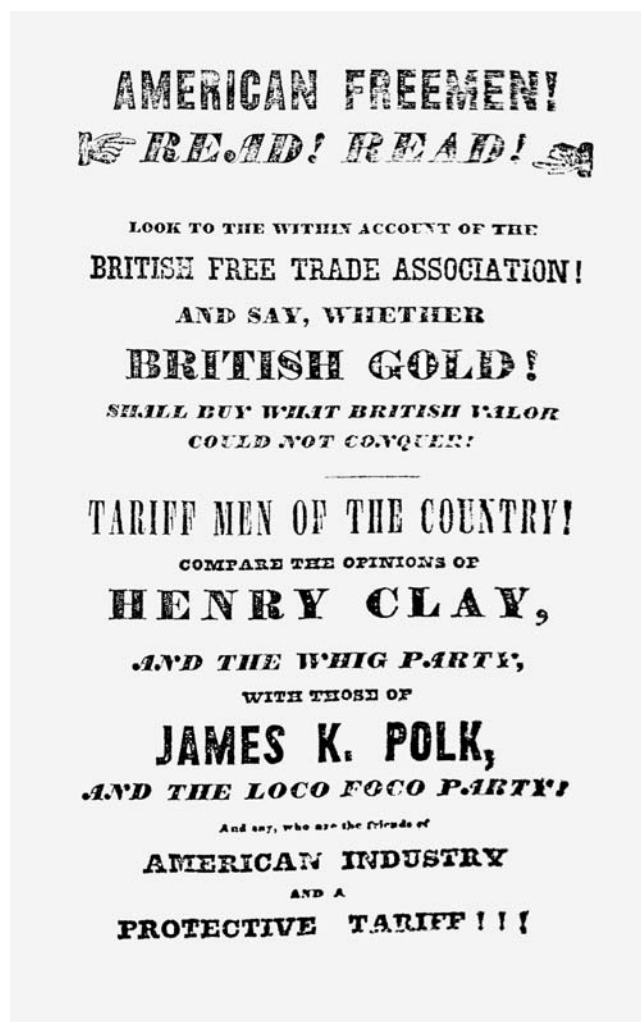 AMERICAN FREEMEN!
READ! READ!
LOOK TO THE WITHIN ACCOUNT OF THE
BRITISH FREE TRADE ASSOCIATION!
AND SAY, WHETHER
BRITISH GOLD!
SHALL BUY WHAT BRITISH VALOR
COULD NOT CONQUER!
TARIFF MEN OF THE COUNTRY!
COMPARE THE OPINIONS OF
HENRY CLAY,
AND THE WHIG PARTY,
WITH THOSE OF
JAMES K. POLK,
AND THE LOCO FOCO PARTY!
And say, who are the friends of
AMERICAN INDUSTRY
AND A
PROTECTIVE TARIFF!!!